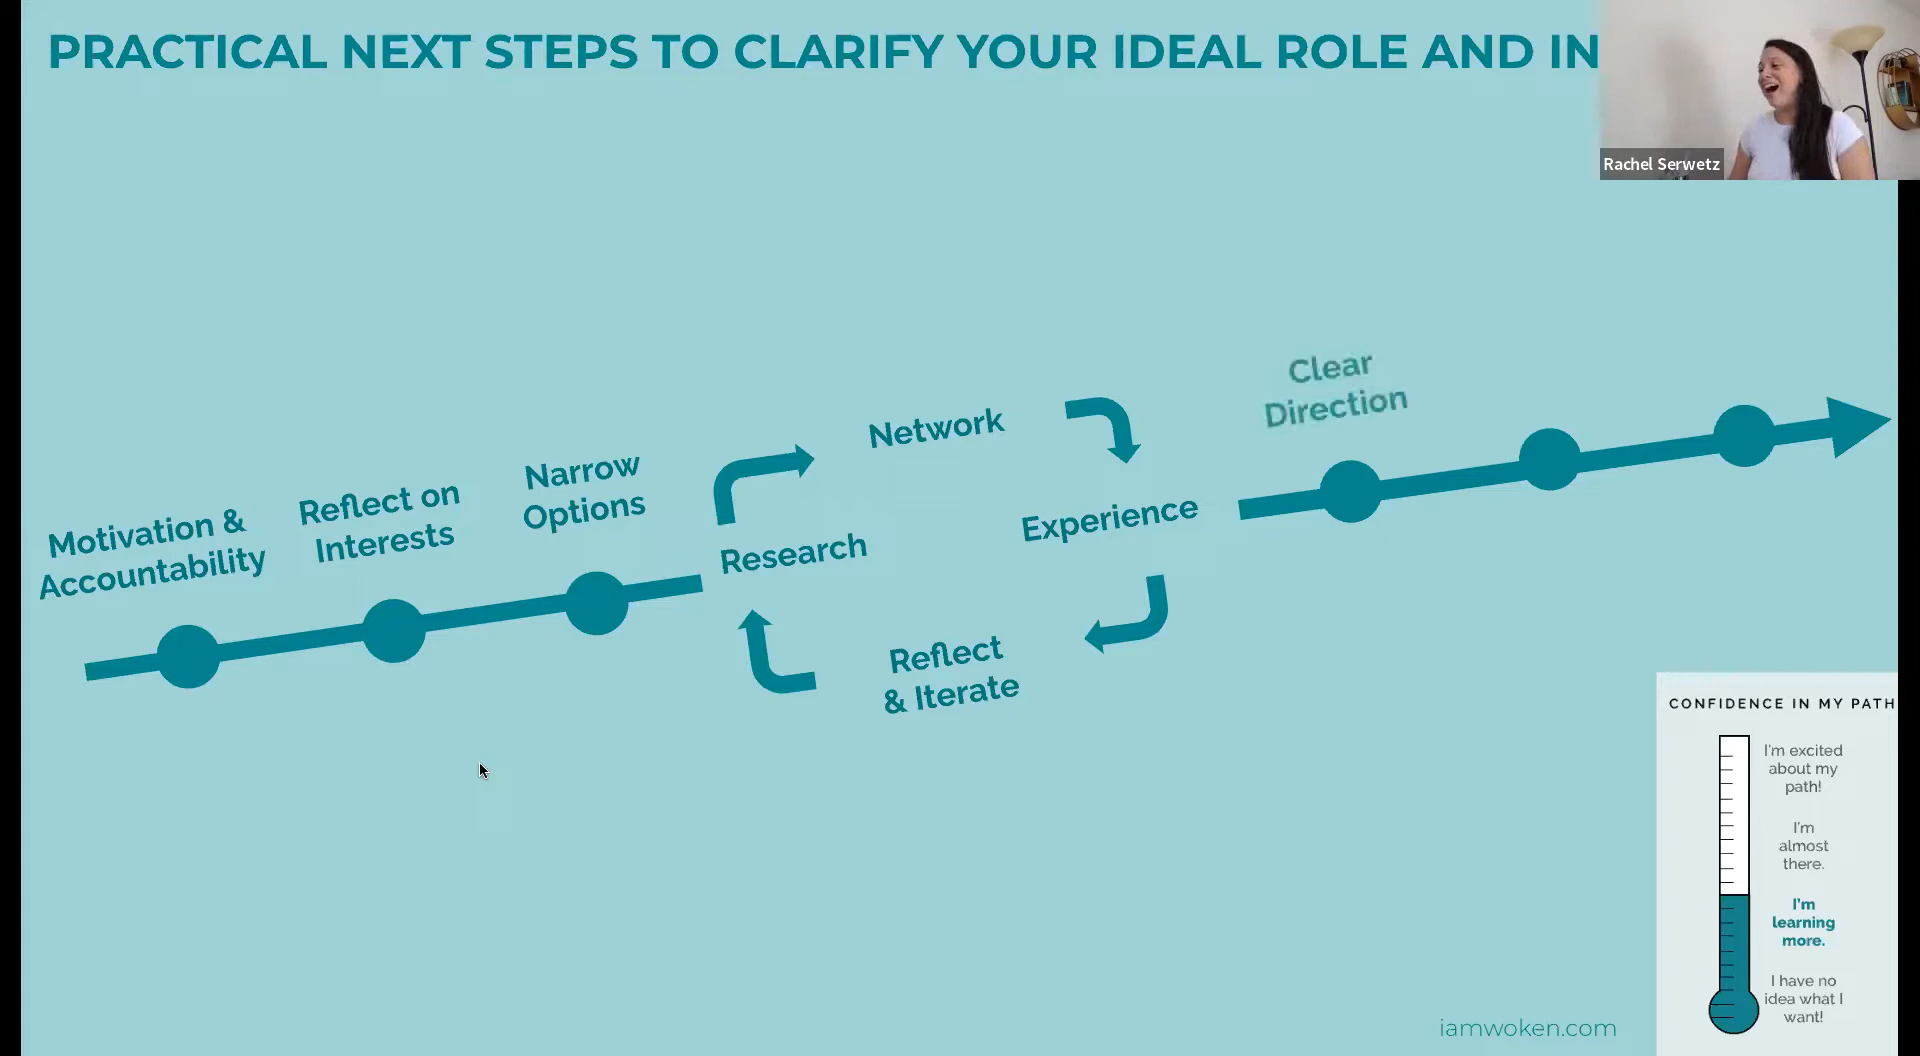 PRACTICAL NEXT STEPS TO CLARIFY YOUR IDEAL ROLE AND IN
Rachel Serwetz
Motivation &
Accountability
Reflect on
Interests
Narrow
Options
Research
Network
Experience
Reflect
& Iterate
Clear
Direction
CONFIDENCE IN MY PATH
I'm excited
about my
path!
I'm
almost
there.
I'm
learning
more.
I have no
idea what I
want!
iamwoken.com